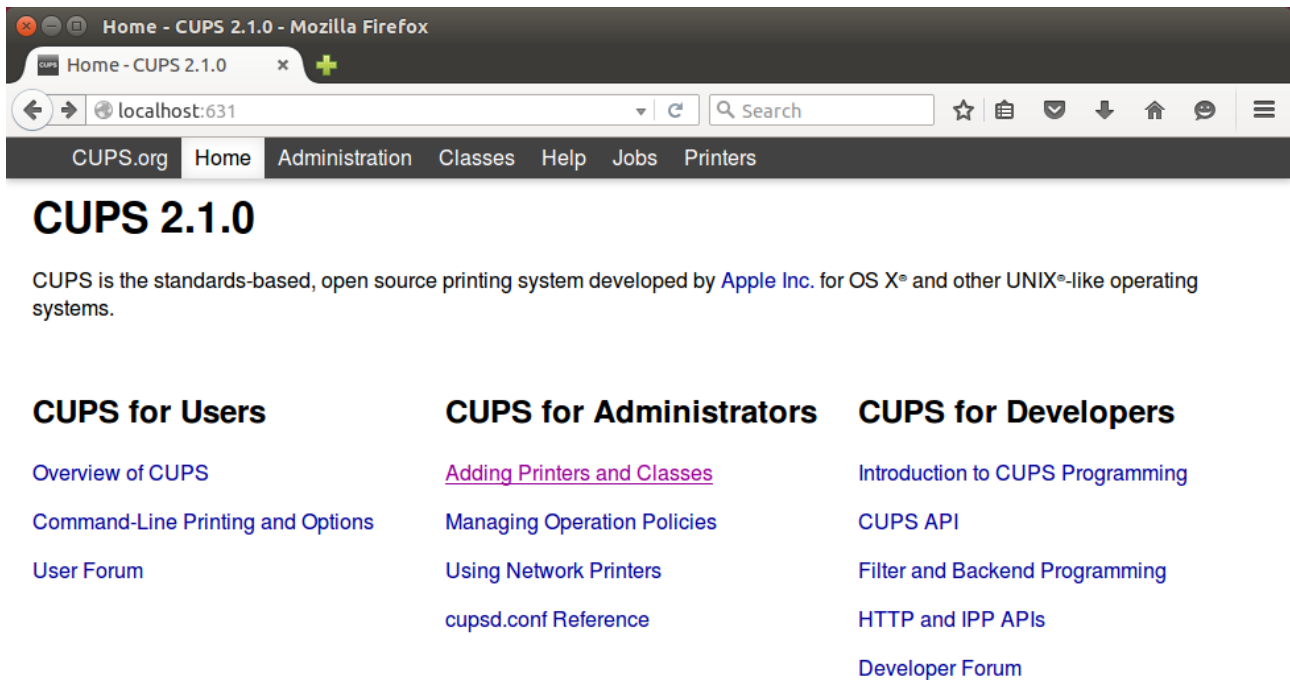 Home - CUPS 2.1.0 - Mozilla Firefox
CUPS Home - CUPS 2.1.0
localhost:631 Search
CUPS.org Home Administration Classes Help Jobs Printers
CUPS 2.1.0
CUPS is the standards-based, open source printing system developed by Apple Inc. for OS X® and other UNIX®-like operating
systems.
CUPS for Users
Overview of CUPS
Command-Line Printing and Options
User Forum
CUPS for Administrators
Adding Printers and Classes
Managing Operation Policies
Using Network Printers
cupsd.conf Reference
CUPS for Developers
Introduction to CUPS Programming
CUPS API
Filter and Backend Programming
HTTP and IPP APIs
Developer Forum